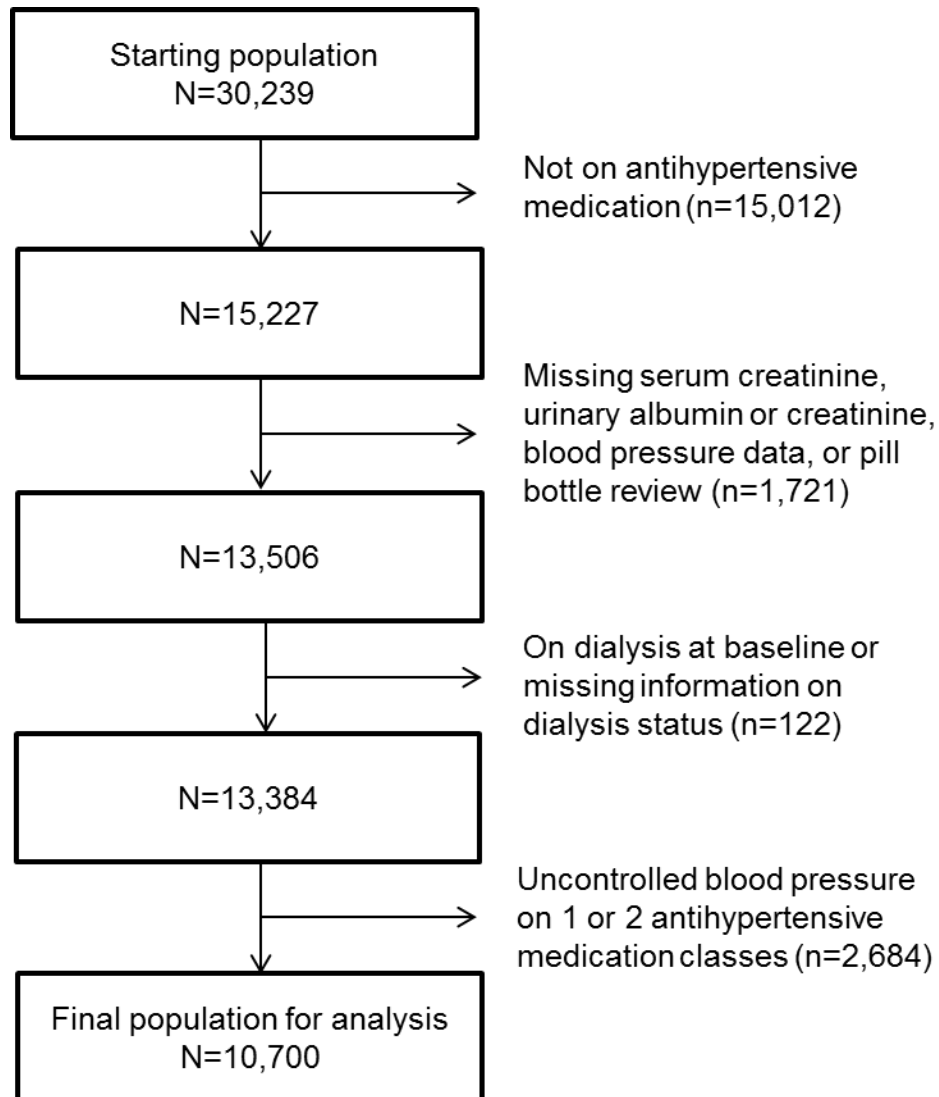 Starting population
N=30,239
Not on antihypertensive
medication (n=15,012)
N=15,227
Missing serum creatinine,
urinary albumin or creatinine,
blood pressure data, or pill
bottle review (n=1,721)
N=13,506
On dialysis at baseline or
missing information on
dialysis status (n=122)
N=13,384
Uncontrolled blood pressure
on 1 or 2 antihypertensive
medication classes (n=2,684)
Final population for analysis
N=10,700